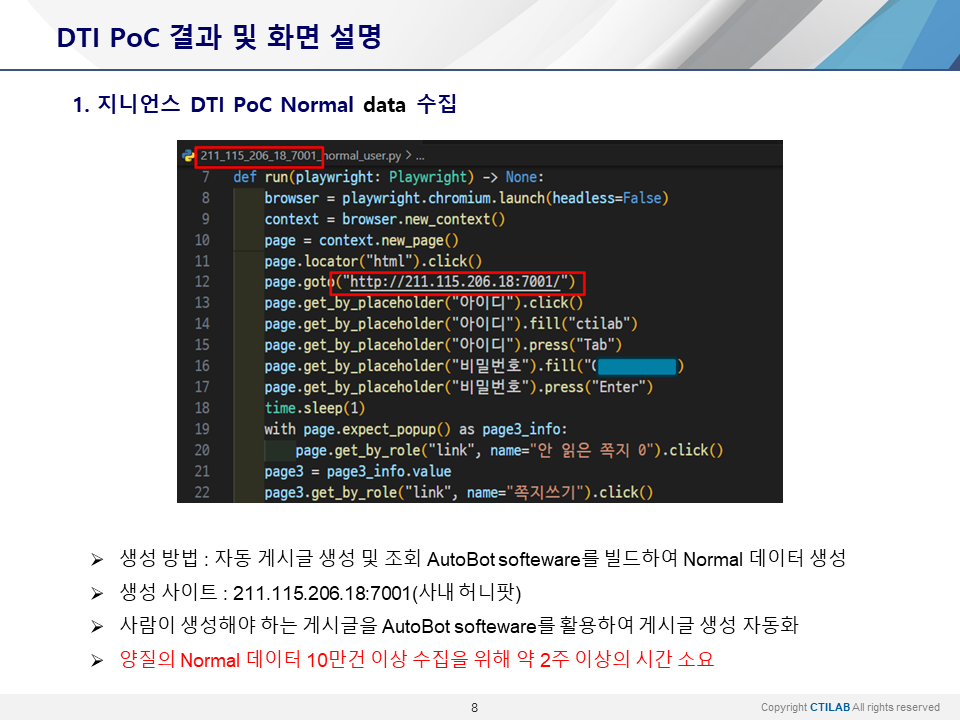 DTI PoC 결과 및 화면 설명
1. 지니언스 DTI PoC Normal data 수집
211_115_206_18_7001_normal_user.py > ...
7 def run(playwright: Playwright) -> None:
8 browser = playwright.chromium.launch(headless=False)
9 context = browser.new_context()
10 page = context.new_page()
11 page.locator("html").click()
12 page.goto("http://211.115.206.18:7001/")
13 page.get_by_placeholder("아이디").click()
14 page.get_by_placeholder("아이디").fill("ctilab")
15 page.get_by_placeholder("아이디").press("Tab")
16 page.get_by_placeholder("비밀번호").fill(" )
17 page.get_by_placeholder("비밀번호").press("Enter")
18 time.sleep(1)
19 with page.expect_popup() as page3_info:
20 page.get_by_role("link", name="안 읽은 쪽지 0").click()
21 page3 = page3_info.value
22 page3.get_by_role("link", name="쪽지쓰기").click()
➢ 생성 방법 : 자동 게시글 생성 및 조회 AutoBot softeware를 빌드하여 Normal 데이터 생성
➢ 생성 사이트 : 211.115.206.18:7001(사내 허니팟)
➢ 사람이 생성해야 하는 게시글을 AutoBot softeware를 활용하여 게시글 생성 자동화
➢ 양질의 Normal 데이터 10만건 이상 수집을 위해 약 2주 이상의 시간 소요
8
Copyright CTILAB All rights reserved